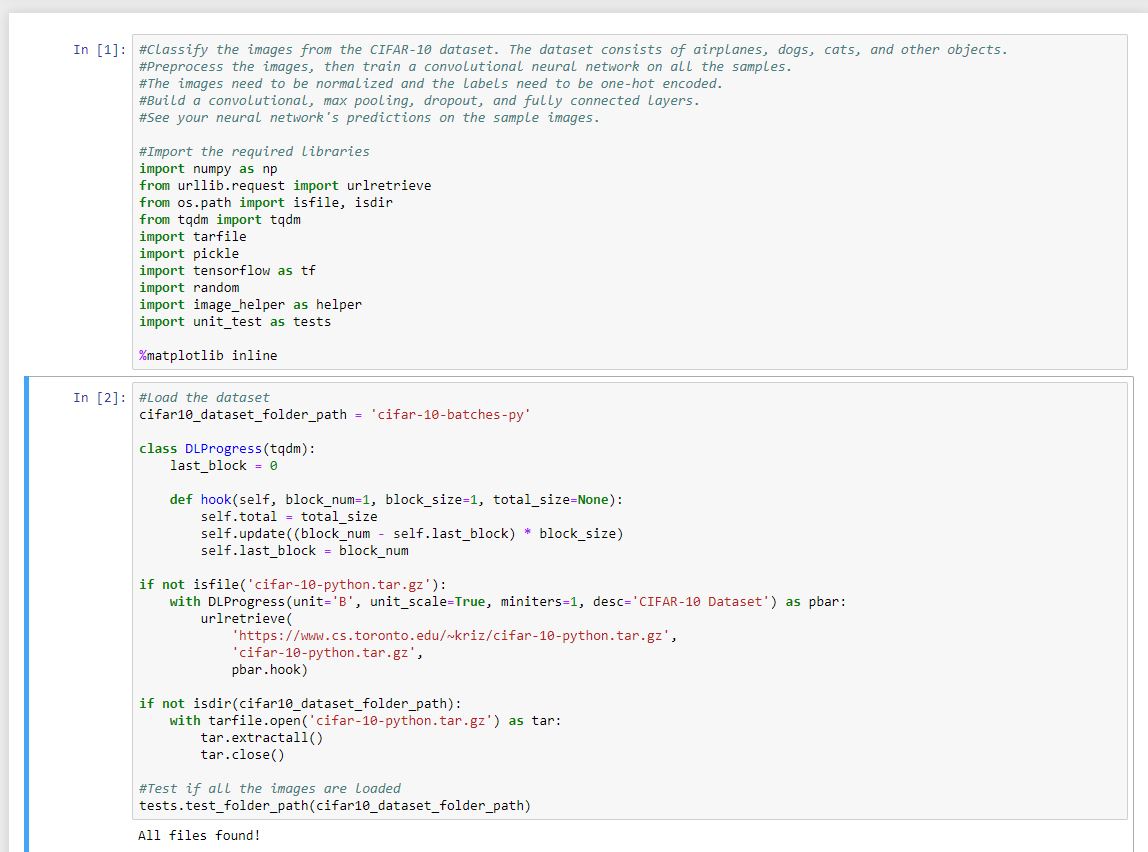 In [1]: #Classify the images from the CIFAR-10 dataset. The dataset consists of airplanes, dogs, cats, and other objects.
#Preprocess the images, then train a convolutional neural network on all the samples.
#The images need to be normalized and the labels need to be one-hot encoded.
#Build a convolutional, max pooling, dropout, and fully connected layers.
#See your neural network's predictions on the sample images.

#Import the required libraries
import numpy as np
from urllib.request import urlretrieve
from os.path import isfile, isdir
from tqdm import tqdm
import tarfile
import pickle
import tensorflow as tf
import random
import image_helper as helper
import unit_test as tests

%matplotlib inline
In [2]: #Load the dataset
cifar10_dataset_folder_path = 'cifar-10-batches-py'

class DLProgress(tqdm):
    last_block = 0

    def hook(self, block_num=1, block_size=1, total_size=None):
        self.total = total_size
        self.update((block_num - self.last_block) * block_size)
        self.last_block = block_num

if not isfile('cifar-10-python.tar.gz'):
    with DLProgress(unit='B', unit_scale=True, miniters=1, desc='CIFAR-10 Dataset') as pbar:
        urlretrieve(
            'https://www.cs.toronto.edu/~kriz/cifar-10-python.tar.gz',
            'cifar-10-python.tar.gz',
            pbar.hook)

if not isdir(cifar10_dataset_folder_path):
    with tarfile.open('cifar-10-python.tar.gz') as tar:
        tar.extractall()
        tar.close()

#Test if all the images are loaded
tests.test_folder_path(cifar10_dataset_folder_path)
All files found!